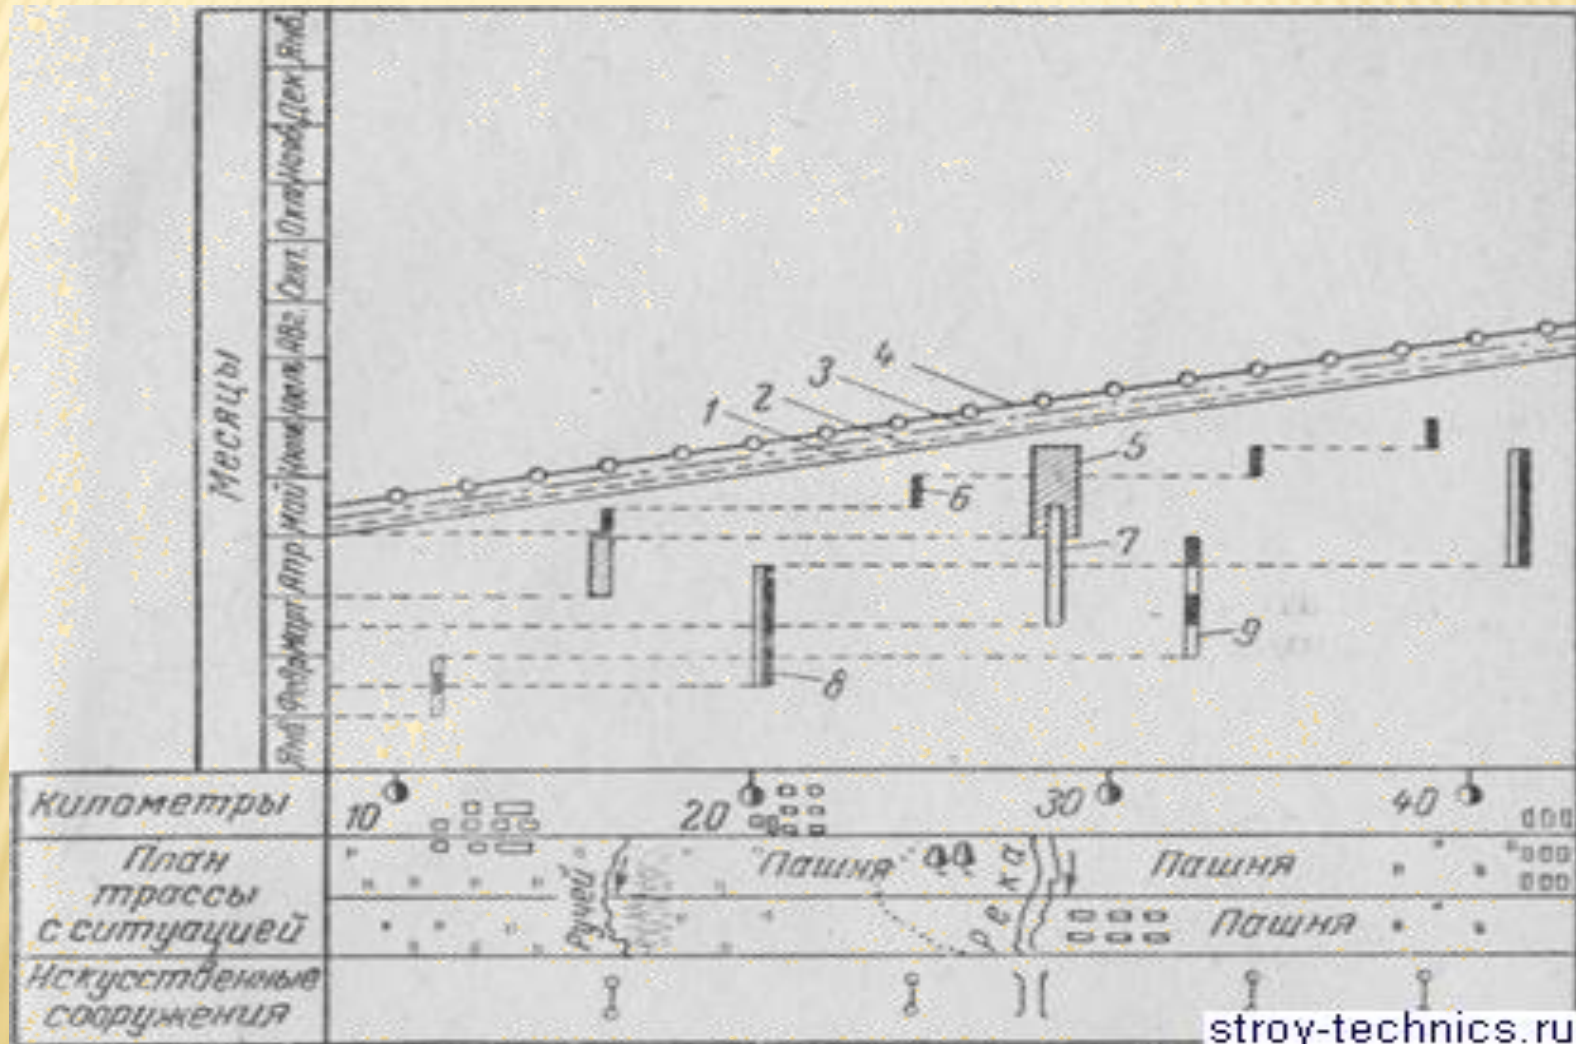 Месяцы
Янв.
Дек
Нояб.
Окт.
Сент.
Авг.
Июль
Июнь
Май
Апр
Март
Февр.
Янв
1
2
3
4
5
6
7
8
9
Километры
10
20
30
40
План
трассы
с ситуацией
Ручей
Пашня
Река
Пашня
Пашня
Искусственные
сооружения
stroy-technics.ru